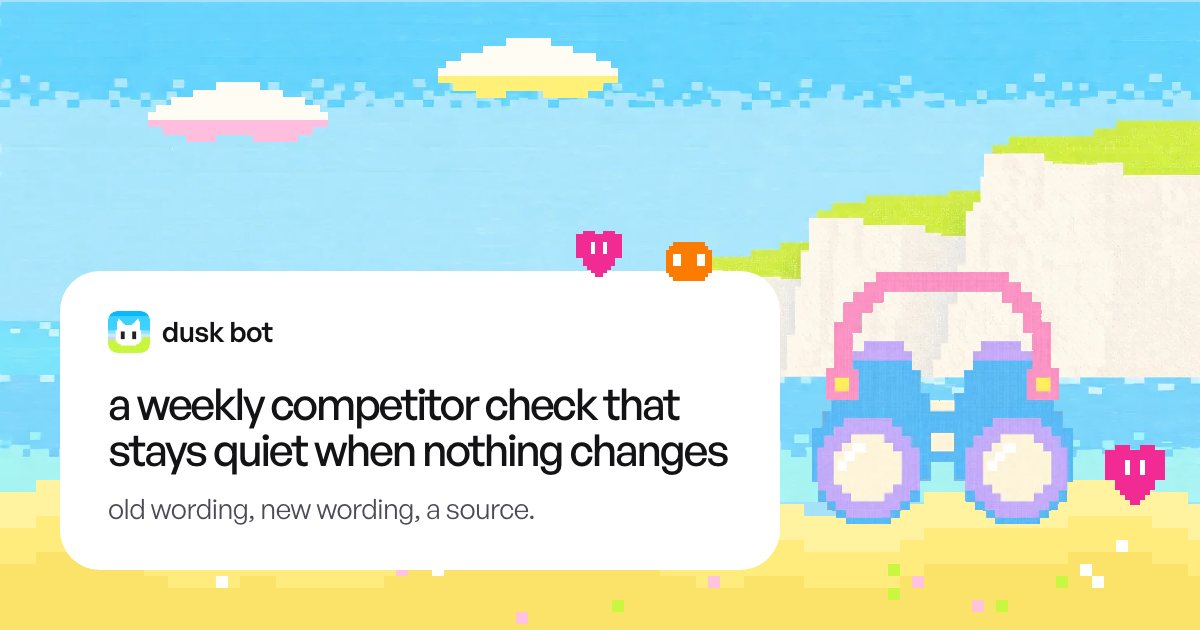 dusk bot
a weekly competitor check that
stays quiet when nothing changes
old wording, new wording, a source.